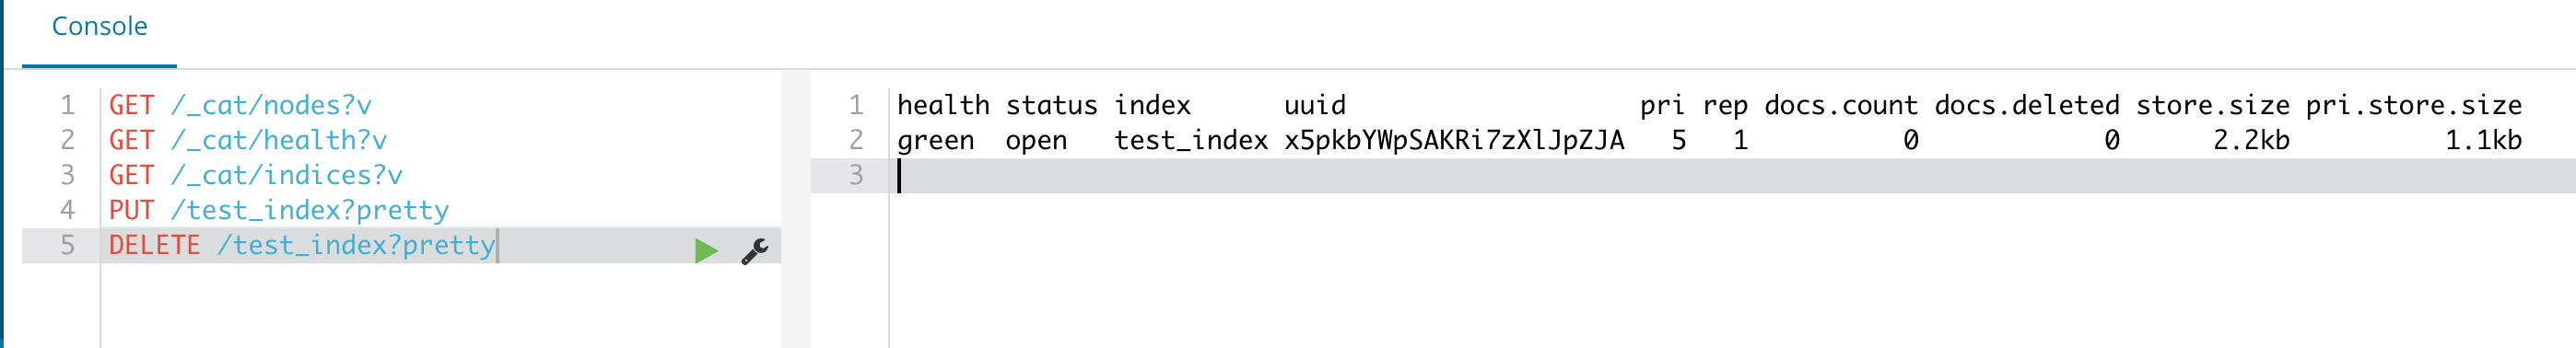 Console
1 GET /_cat/nodes?v
2 GET /_cat/health?v
3 GET /_cat/indices?v
4 PUT /test_index?pretty
5 DELETE /test_index?pretty
1 health status index      uuid                   pri rep docs.count docs.deleted store.size pri.store.size
2 green  open   test_index x5pkbYWpSAKRi7zXlJpZJA   5   1          0            0      2.2kb          1.1kb
3